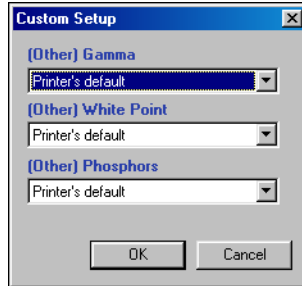 Custom Setup
(Other) Gamma
Printer's default
(Other) White Point
Printer's default
(Other) Phosphors
Printer's default
OK
Cancel